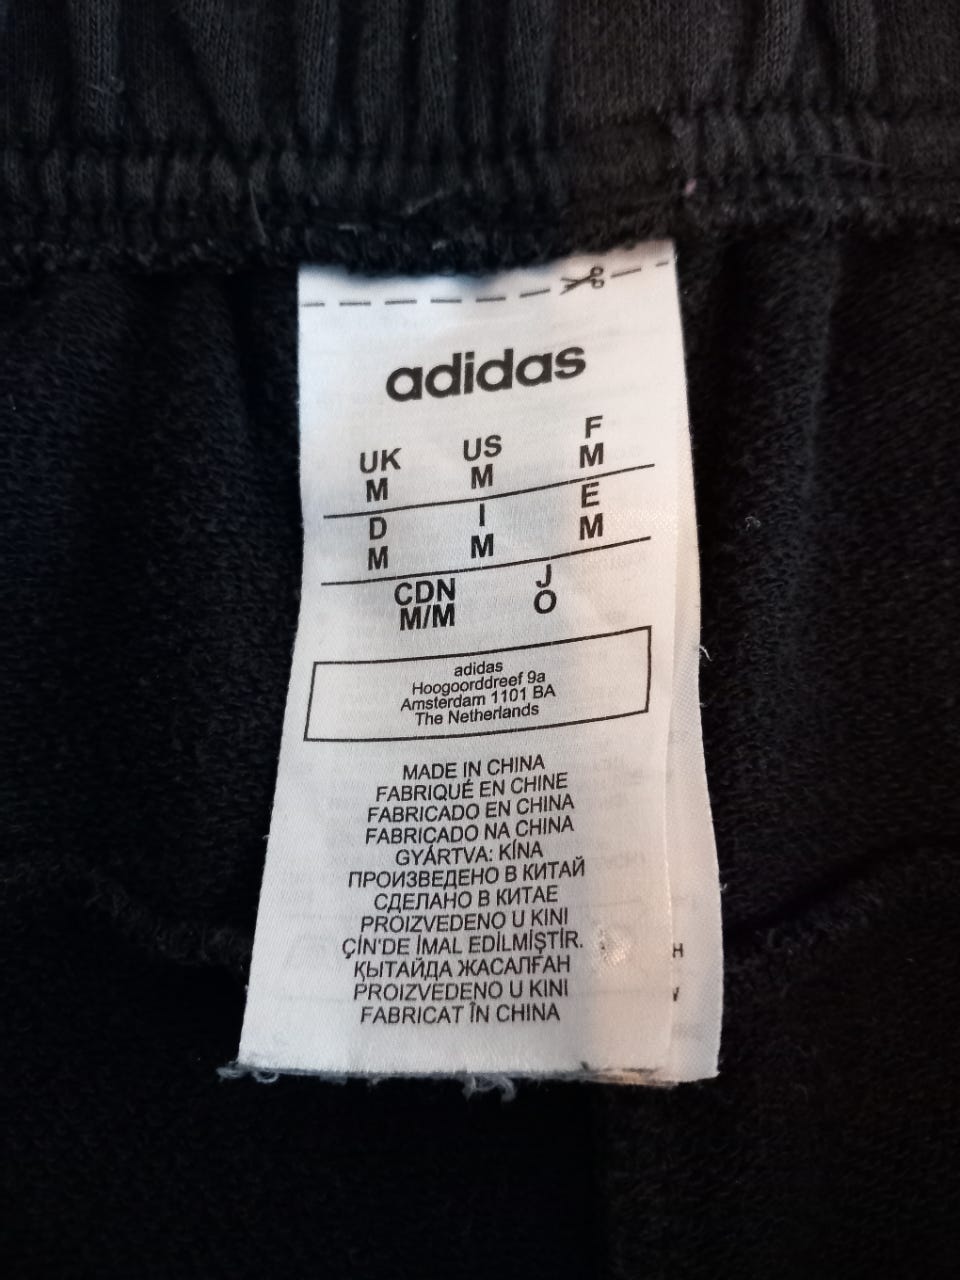 adidas
UK US F
M M M
D I E
M M M
CDN J
M/M O
adidas
Hoogoorddreef 9a
Amsterdam 1101 BA
The Netherlands
MADE IN CHINA
FABRIQUÉ EN CHINE
FABRICADO EN CHINA
FABRICADO NA CHINA
GYÁRTVA: KÍNA
ПРОИЗВЕДЕНО В КИТАЙ
СДЕЛАНО В КИТАЕ
PROIZVEDENO U KINI
ÇİN'DE İMAL EDİLMİŞTİR.
ҚЫТАЙДА ЖАСАЛҒАН
PROIZVEDENO U KINI
FABRICAT ÎN CHINA